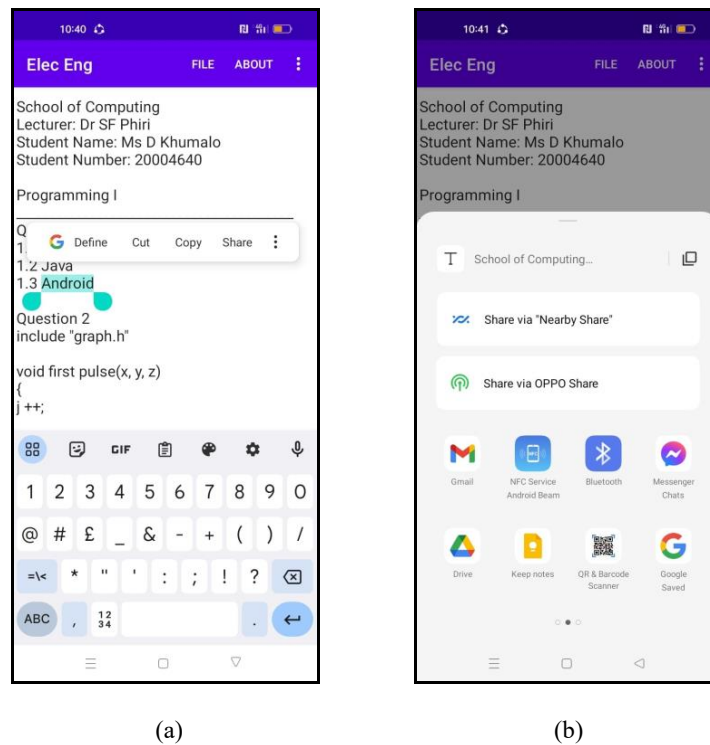 10:40
Elec Eng FILE ABOUT
School of Computing
Lecturer: Dr SF Phiri
Student Name: Ms D Khumalo
Student Number: 20004640
Programming I
Q
Define Cut Copy Share
1.
1.2 Java
1.3 Android
Question 2
include "graph.h"
void first pulse(x, y, z)
{
j ++;
GIF
1 2 3 4 5 6 7 8 9 0
@ # £ _ & - + ( ) /
=\< * " ' : ; ! ?
ABC , 12 34 .
(a)
10:41
Elec Eng FILE ABOUT
School of Computing
Lecturer: Dr SF Phiri
Student Name: Ms D Khumalo
Student Number: 20004640
Programming I
T School of Computing...
Share via "Nearby Share"
Share via OPPO Share
Gmail NFC Service Bluetooth Messenger
Android Beam Chats
Drive Keep notes QR & Barcode Google
Scanner Saved
(b)